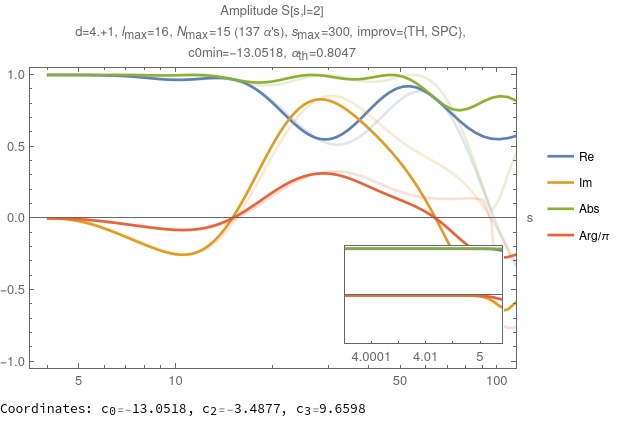 Amplitude S[s,l=2]
d=4.+1, lmax=16, Nmax=15 (137 α's), smax=300, improv={TH, SPC},
c0min=-13.0518, αth=0.8047
1.0
0.5
0.0
-0.5
-1.0
s
Re
Im
Abs
Arg/π
4.0001 4.01 5
5 10 50 100
Coordinates: c0=-13.0518, c2=-3.4877, c3=9.6598